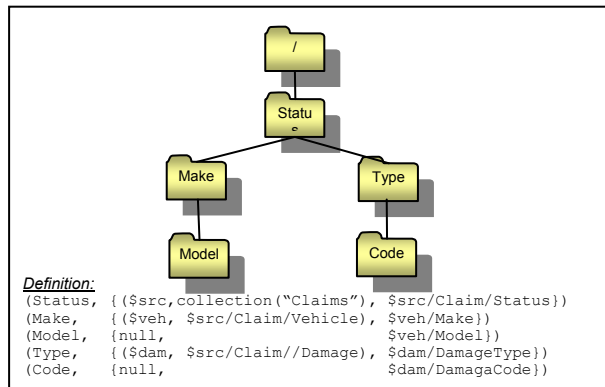 /
Statu
s
Make
Type
Model
Code
Definition:
(Status, {($src,collection(“Claims”), $src/Claim/Status})
(Make, {($veh, $src/Claim/Vehicle), $veh/Make})
(Model, {null, $veh/Model})
(Type, {($dam, $src/Claim//Damage), $dam/DamageType})
(Code, {null, $dam/DamagaCode})